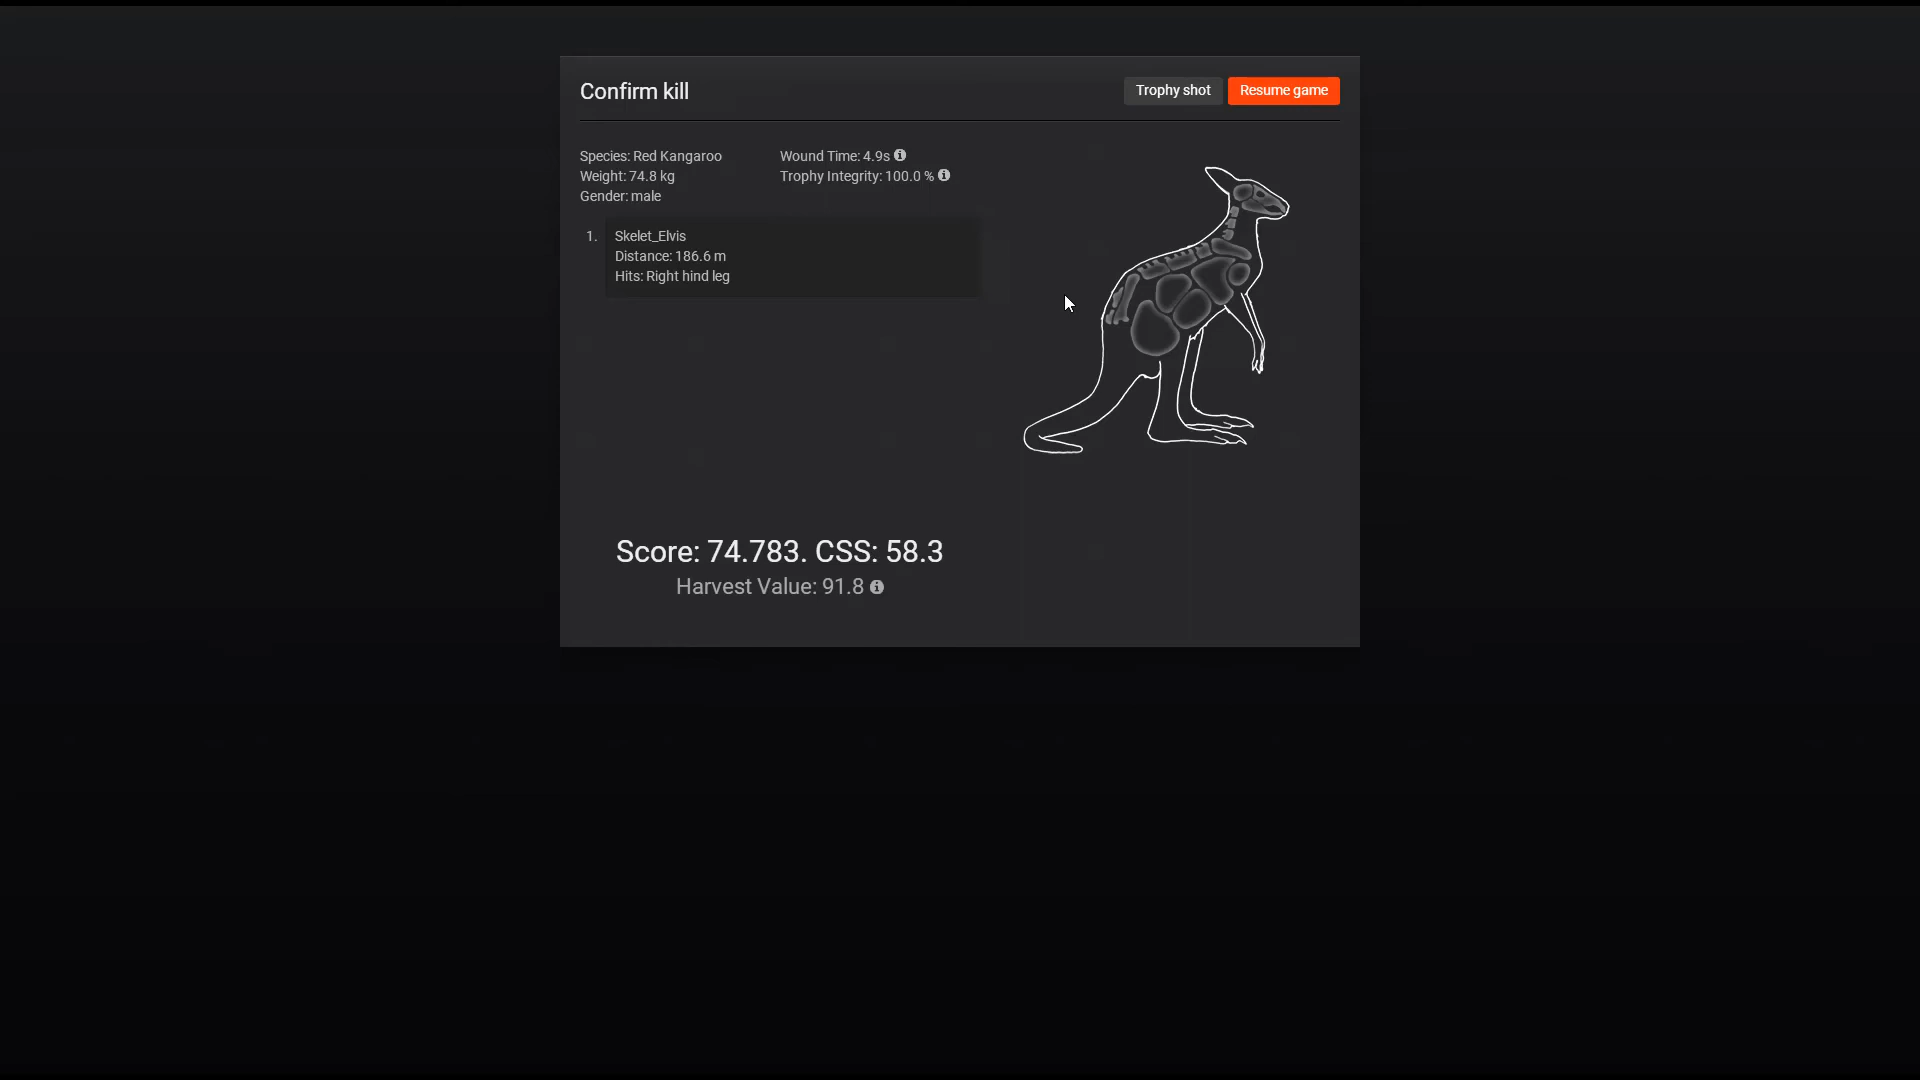 Confirm kill
Trophy shot
Resume game
Species: Red Kangaroo
Weight: 74.8 kg
Gender: male
Wound Time: 4.9s
Trophy Integrity: 100.0 %
1.
Skelet_Elvis
Distance: 186.6 m
Hits: Right hind leg
Score: 74.783. CSS: 58.3
Harvest Value: 91.8